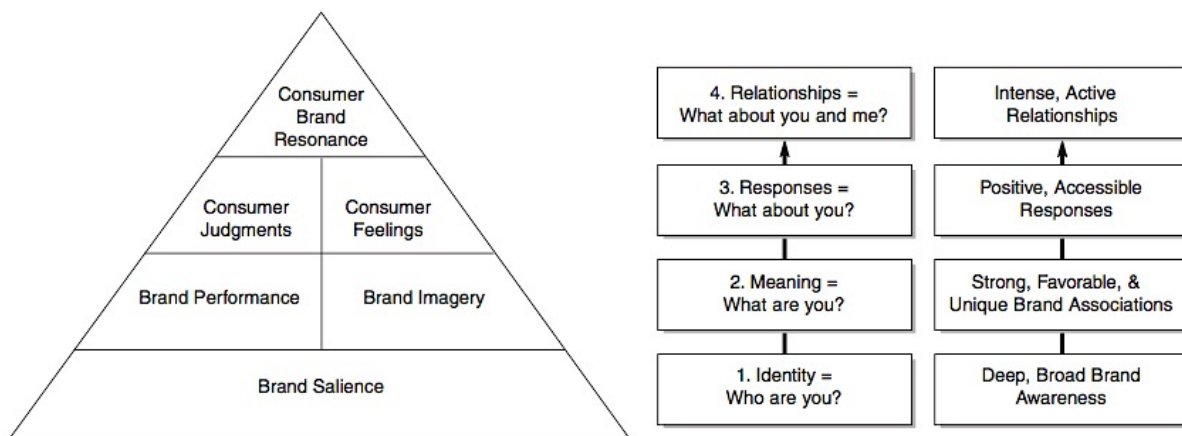 Consumer
Brand
Resonance
Consumer
Judgments
Consumer
Feelings
Brand Performance
Brand Imagery
Brand Salience
4. Relationships =
What about you and me?
Intense, Active
Relationships
3. Responses =
What about you?
Positive, Accessible
Responses
2. Meaning =
What are you?
Strong, Favorable, &
Unique Brand Associations
1. Identity =
Who are you?
Deep, Broad Brand
Awareness